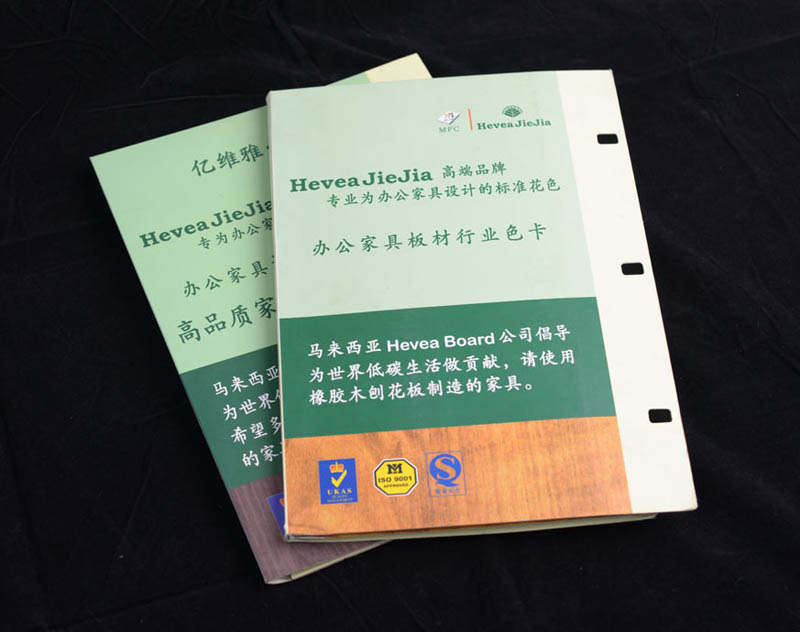 MFC
HeveaJieJia
HeveaJieJia 高端品牌
专业为办公家具设计的标准花色
办公家具板材行业色卡
马来西亚 Hevea Board 公司倡导
为世界低碳生活做贡献，请使用
橡胶木刨花板制造的家具。
UKAS
ISO 9001
APPROVED
亿维雅
HeveaJieJia
专为办公家
办公家具
高品质家
马来西亚
为世界低
希望多
的家